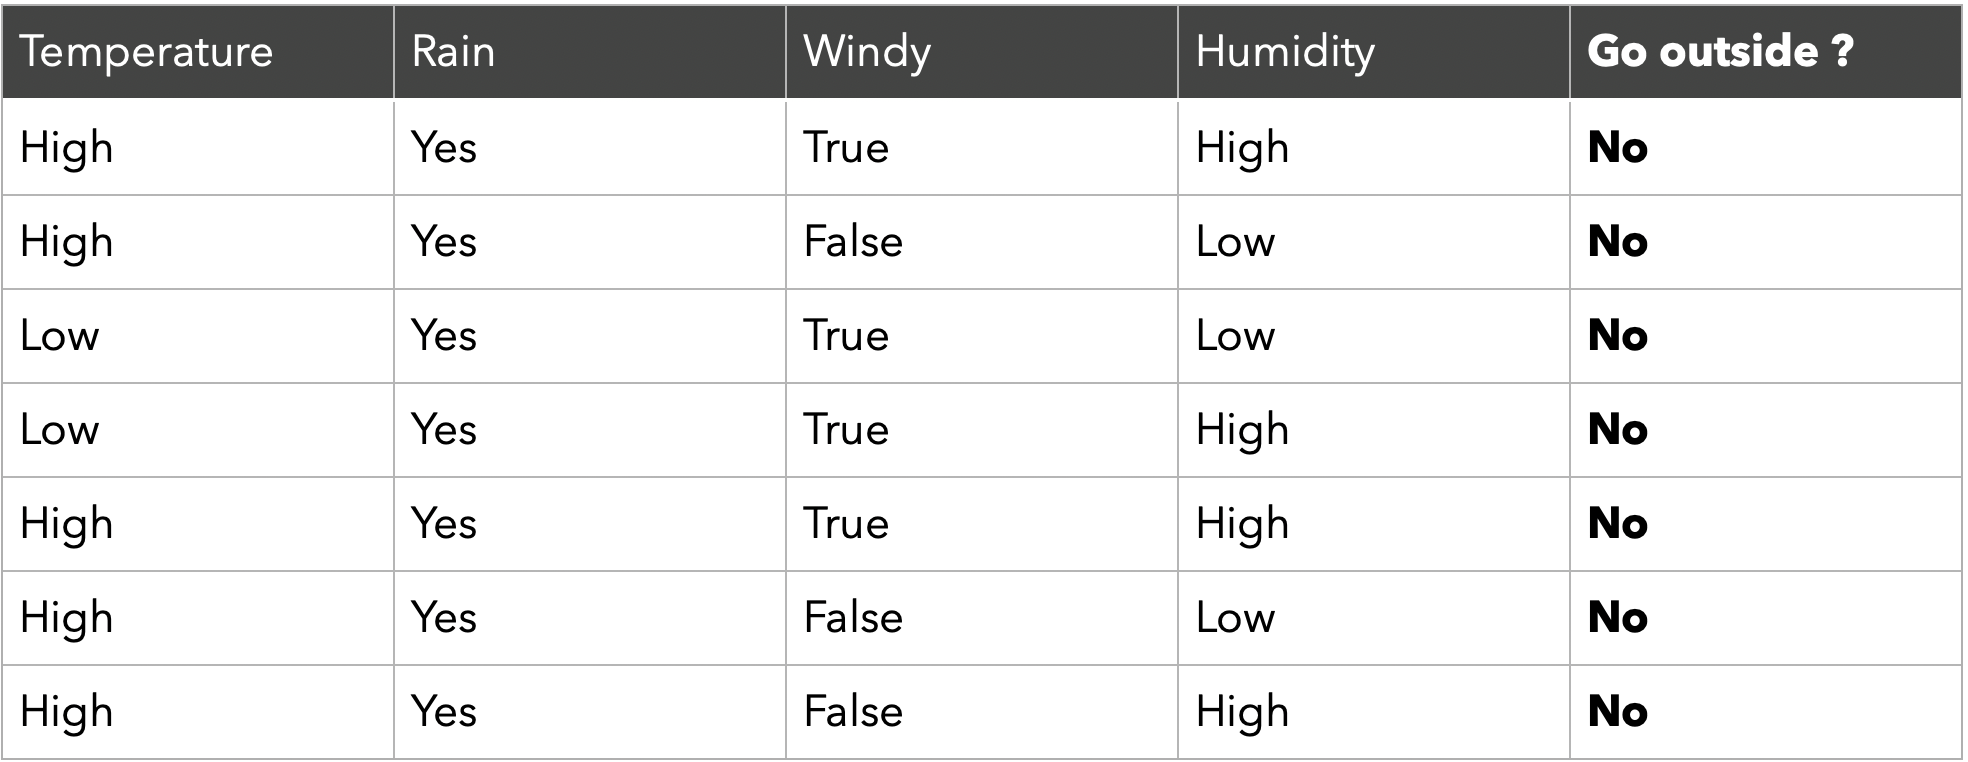 Temperature Rain Windy Humidity Go outside ?
High Yes True High No
High Yes False Low No
Low Yes True Low No
Low Yes True High No
High Yes True High No
High Yes False Low No
High Yes False High No